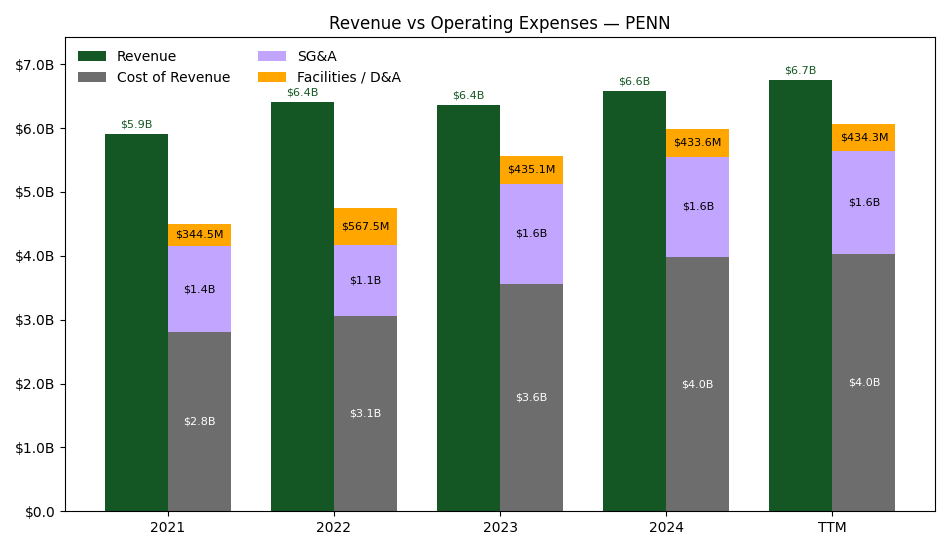 Revenue vs Operating Expenses — PENN
Revenue
Cost of Revenue
SG&A
Facilities / D&A
$7.0B
$6.0B
$5.0B
$4.0B
$3.0B
$2.0B
$1.0B
$0.0
$5.9B
$6.4B
$6.4B
$6.6B
$6.7B
$344.5M
$567.5M
$435.1M
$433.6M
$434.3M
$1.4B
$1.1B
$1.6B
$1.6B
$1.6B
$2.8B
$3.1B
$3.6B
$4.0B
$4.0B
2021
2022
2023
2024
TTM